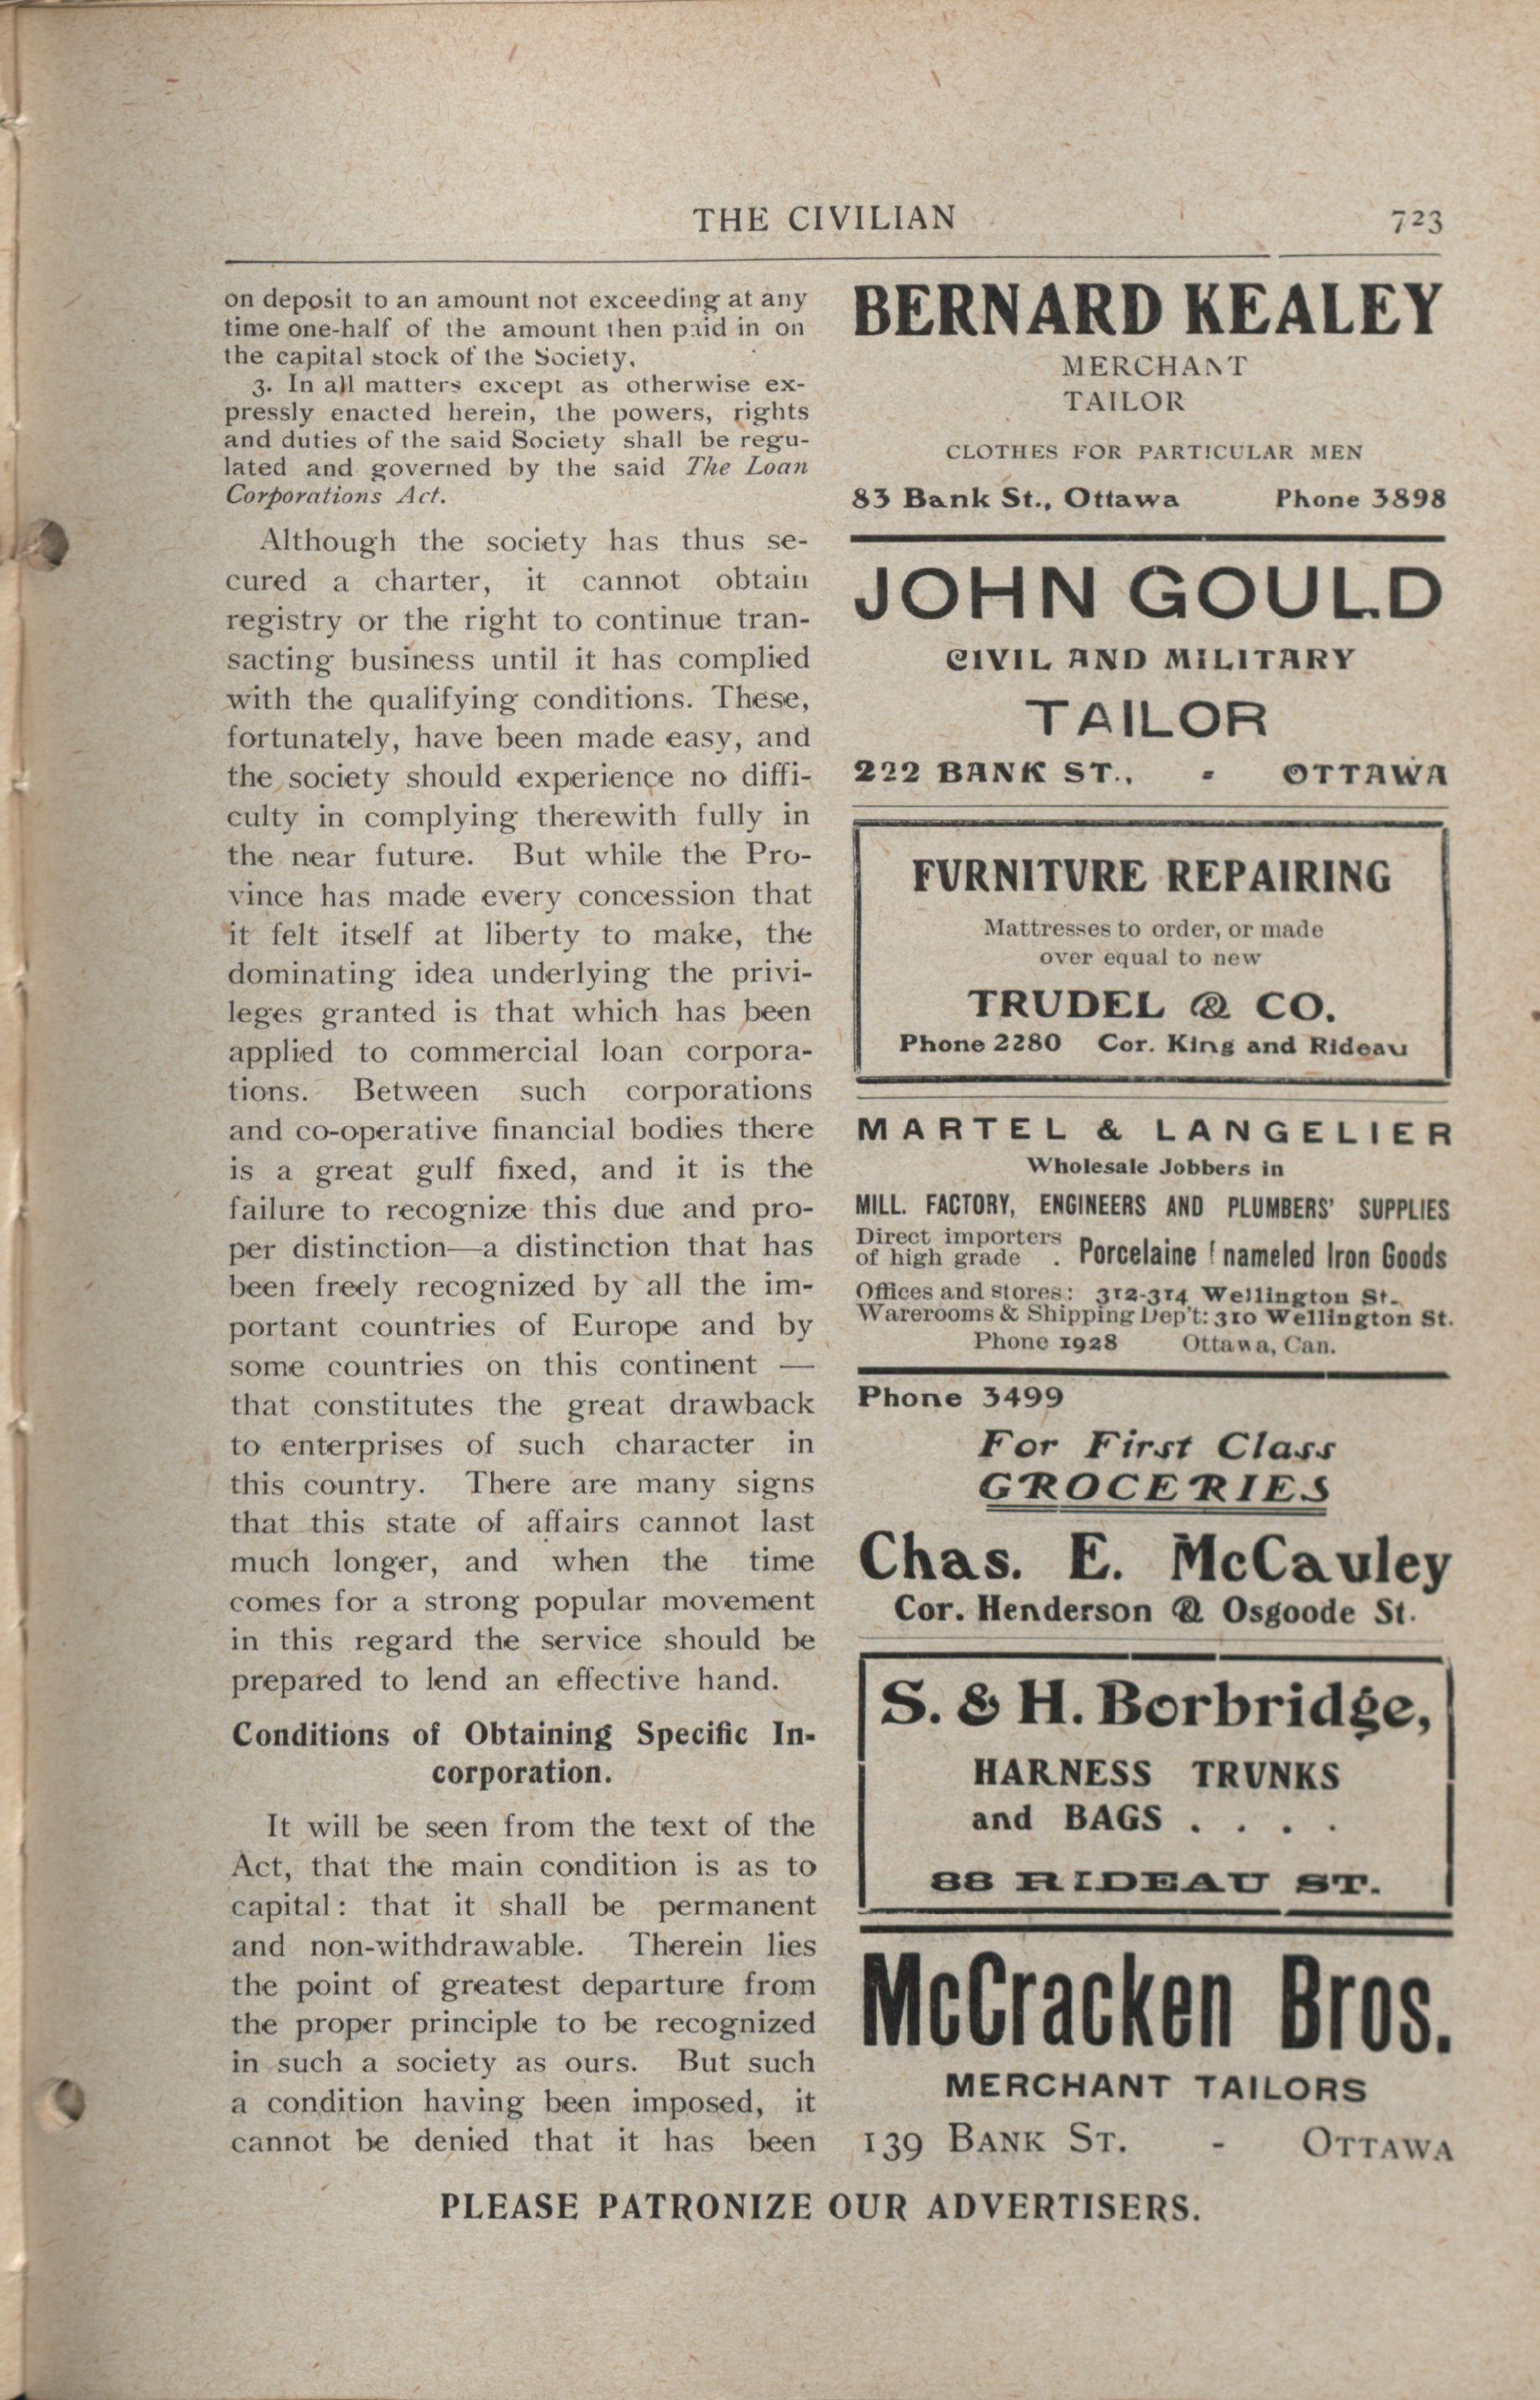 THE CIVILIAN
723
on deposit to an amount not exceeding at any
time one-half of the amount then paid in on
the capital stock of the Society.
3. In all matters except as otherwise ex-
pressly enacted herein, the powers, rights
and duties of the said Society shall be regu-
lated and governed by the said The Loan
Corporations Act.
Although the society has thus se-
cured a charter, it cannot obtain
registry or the right to continue tran-
sacting business until it has complied
with the qualifying conditions. These,
fortunately, have been made easy, and
the society should experience no diffi-
culty in complying therewith fully in
the near future. But while the Pro-
vince has made every concession that
it felt itself at liberty to make, the
dominating idea underlying the privi-
leges granted is that which has been
applied to commercial loan corpora-
tions. Between such corporations
and co-operative financial bodies there
is a great gulf fixed, and it is the
failure to recognize this due and pro-
per distinction—a distinction that has
been freely recognized by all the im-
portant countries of Europe and by
some countries on this continent —
that constitutes the great drawback
to enterprises of such character in
this country. There are many signs
that this state of affairs cannot last
much longer, and when the time
comes for a strong popular movement
in this regard the service should be
prepared to lend an effective hand.
Conditions of Obtaining Specific In-
corporation.
It will be seen from the text of the
Act, that the main condition is as to
capital: that it shall be permanent
and non-withdrawable. Therein lies
the point of greatest departure from
the proper principle to be recognized
in such a society as ours. But such
a condition having been imposed, it
cannot be denied that it has been
BERNARD KEALEY
MERCHANT
TAILOR
CLOTHES FOR PARTICULAR MEN
83 Bank St., Ottawa Phone 3898
JOHN GOULD
CIVIL AND MILITARY
TAILOR
222 BANK ST., - OTTAWA
FURNITURE REPAIRING
Mattresses to order, or made
over equal to new
TRUDEL & CO.
Phone 2280 Cor. King and Rideau
MARTEL & LANGELIER
Wholesale Jobbers in
MILL. FACTORY, ENGINEERS AND PLUMBERS' SUPPLIES
Direct importers
of high grade . Porcelaine nameled Iron Goods
Offices and stores: 312-314 Wellington St.
Warerooms & Shipping Dep't: 310 Wellington St.
Phone 1928 Ottawa, Can.
Phone 3499
For First Class
GROCERIES
Chas. E. McCauley
Cor. Henderson & Osgoode St.
S. & H. Borbridge,
HARNESS TRUNKS
and BAGS . . . .
88 RIDEAU ST.
McCracken Bros.
MERCHANT TAILORS
139 BANK ST. - OTTAWA
PLEASE PATRONIZE OUR ADVERTISERS.